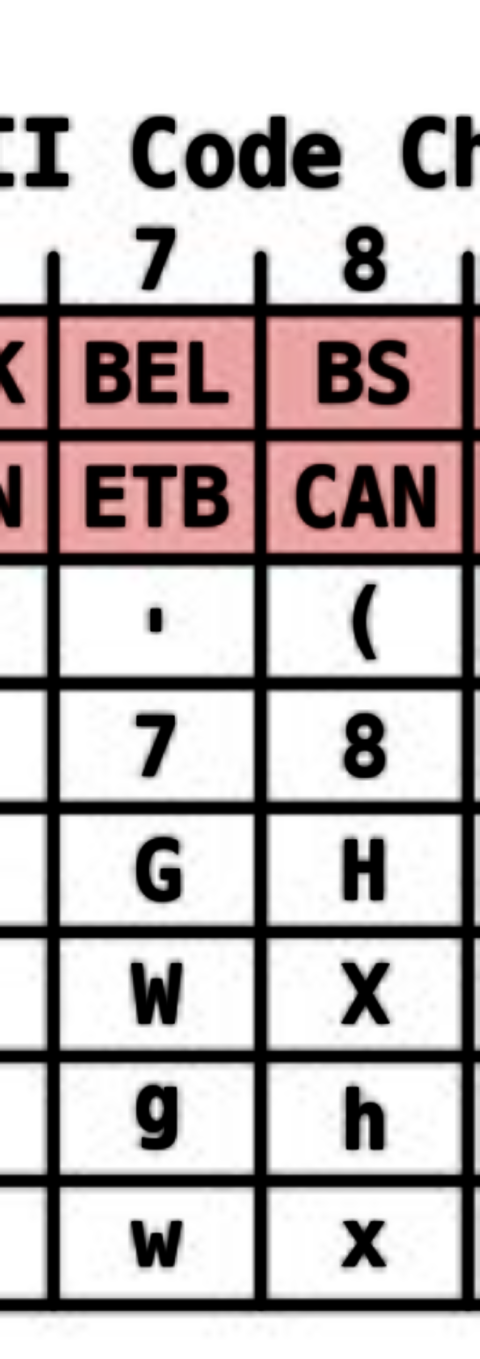 II Code Ch
7 8
K BEL BS
N ETB CAN
' (
7 8
G H
W X
g h
w x